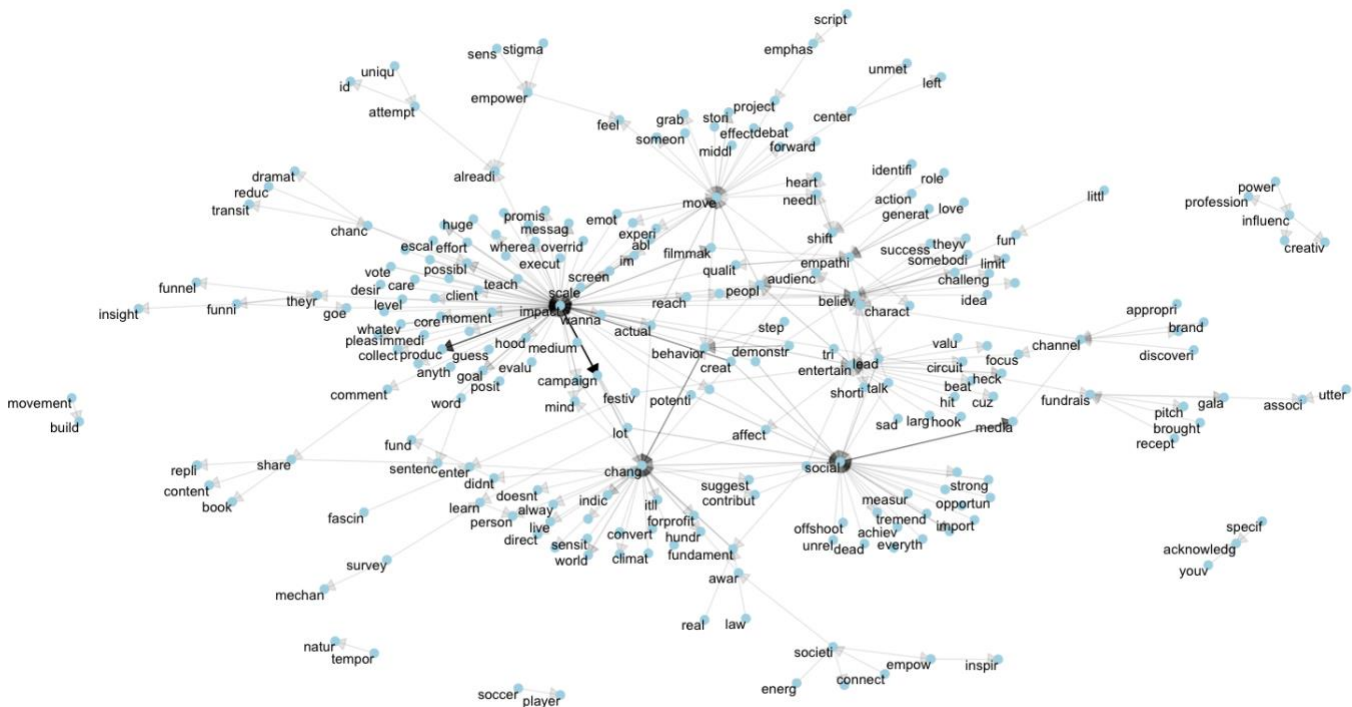 script
emphas
sens
stigma
uniqu
id
unmet
left
empower
attempt
project
grab
stori
center
feel
effect
debat
someon
middl
forward
identifi
heart
role
dramat
alreadi
power
reduc
needl
action
move
generat
love
littl
profession
transit
promis
influenc
huge
emot
messag
chanc
experi
shift
theyv
fun
creativ
escal
effort
wherea
overrid
abl
filmmak
success
somebodi
execut
im
empathi
limit
vote
possibl
qualit
audienc
challeng
care
teach
screen
desir
peopl
funnel
client
scale
reach
believ
idea
level
theyr
charact
appropri
insight
funni
goe
core
moment
impact
wanna
actual
step
brand
whatev
pleas
immedi
hood
channel
valu
collect
produc
guess
medium
behavior
demonstr
tri
focus
discoveri
anyth
evalu
creat
entertain
lead
circuit
goal
posit
campaign
beat
heck
comment
festiv
potenti
shorti
talk
hit
cuz
fundrais
utter
movement
word
mind
gala
associ
pitch
build
lot
affect
sad
larg
hook
media
brought
fund
recept
share
sentenc
enter
chang
social
repli
didnt
suggest
strong
content
doesnt
indic
itll
contribut
measur
opportun
book
learn
alway
fascin
person
live
forprofit
offshoot
tremend
import
specif
direct
sensit
convert
hundr
achiev
unrel
dead
everyth
acknowledg
world
climat
fundament
survey
awar
youv
mechan
real
law
natur
societi
tempor
empow
inspir
connect
energ
soccer
player